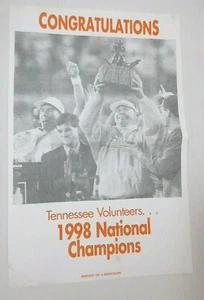 CONGRATULATIONS
Tennessee Volunteers. . .
1998 National
Champions